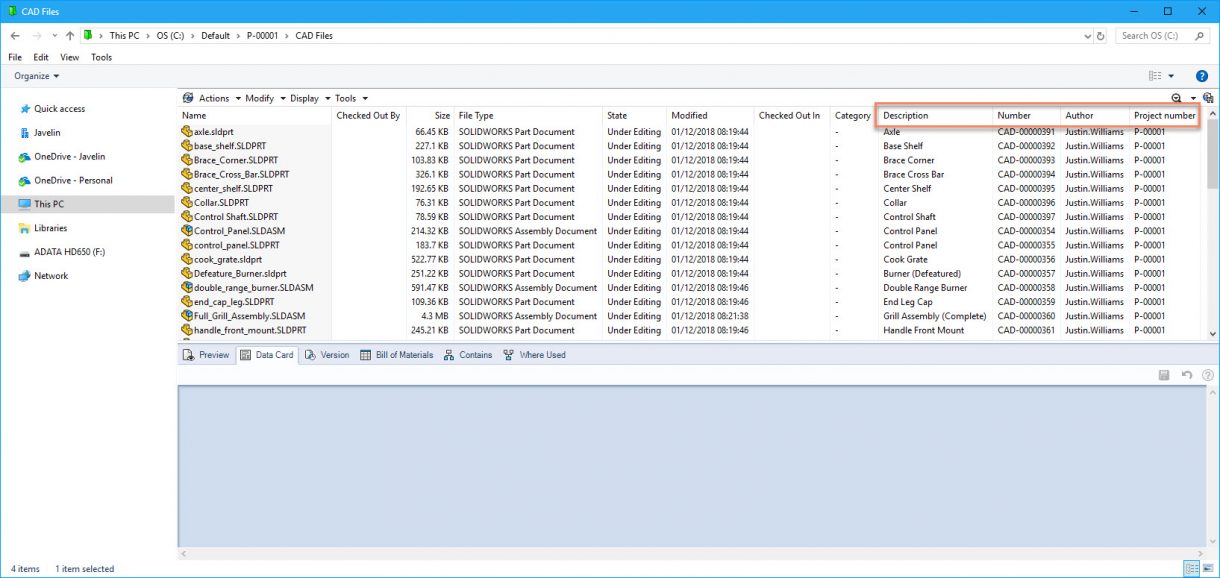 CAD Files
This PC > OS (C:) > Default > P-00001 > CAD Files
Search OS (C:)
File Edit View Tools
Organize
Quick access
Javelin
OneDrive - Javelin
OneDrive - Personal
This PC
Libraries
ADATA HD650 (F:)
Network
Actions Modify Display Tools
Name Checked Out By Size File Type State Modified Checked Out In Category Description Number Author Project number
axle.sldprt 66.45 KB SOLIDWORKS Part Document Under Editing 01/12/2018 08:19:44 - Axle CAD-00000391 Justin.Williams P-00001
base_shelf.SLDPRT 227.1 KB SOLIDWORKS Part Document Under Editing 01/12/2018 08:19:44 - Base Shelf CAD-00000392 Justin.Williams P-00001
Brace_Corner.SLDPRT 103.83 KB SOLIDWORKS Part Document Under Editing 01/12/2018 08:19:44 - Brace Corner CAD-00000393 Justin.Williams P-00001
Brace_Cross_Bar.SLDPRT 326.1 KB SOLIDWORKS Part Document Under Editing 01/12/2018 08:19:44 - Brace Cross Bar CAD-00000394 Justin.Williams P-00001
center_shelf.SLDPRT 192.65 KB SOLIDWORKS Part Document Under Editing 01/12/2018 08:19:44 - Center Shelf CAD-00000395 Justin.Williams P-00001
Collar.SLDPRT 76.31 KB SOLIDWORKS Part Document Under Editing 01/12/2018 08:19:44 - Collar CAD-00000396 Justin.Williams P-00001
Control Shaft.SLDPRT 78.59 KB SOLIDWORKS Part Document Under Editing 01/12/2018 08:19:44 - Control Shaft CAD-00000397 Justin.Williams P-00001
Control_Panel.SLDASM 214.32 KB SOLIDWORKS Assembly Document Under Editing 01/12/2018 08:19:44 - Control Panel CAD-00000354 Justin.Williams P-00001
control_panel.SLDPRT 183.7 KB SOLIDWORKS Part Document Under Editing 01/12/2018 08:19:44 - Control Panel CAD-00000355 Justin.Williams P-00001
cook_grate.sldprt 522.77 KB SOLIDWORKS Part Document Under Editing 01/12/2018 08:19:44 - Cook Grate CAD-00000356 Justin.Williams P-00001
Defeature_Burner.sldprt 251.22 KB SOLIDWORKS Part Document Under Editing 01/12/2018 08:19:44 - Burner (Defeatured) CAD-00000357 Justin.Williams P-00001
double_range_burner.SLDASM 591.47 KB SOLIDWORKS Assembly Document Under Editing 01/12/2018 08:19:46 - Double Range Burner CAD-00000358 Justin.Williams P-00001
end_cap_leg.SLDPRT 109.36 KB SOLIDWORKS Part Document Under Editing 01/12/2018 08:19:46 - End Leg Cap CAD-00000359 Justin.Williams P-00001
Full_Grill_Assembly.SLDASM 4.3 MB SOLIDWORKS Assembly Document Under Editing 01/12/2018 08:21:38 - Grill Assembly (Complete) CAD-00000360 Justin.Williams P-00001
handle_front_mount.SLDPRT 245.21 KB SOLIDWORKS Part Document Under Editing 01/12/2018 08:19:46 - Handle Front Mount CAD-00000361 Justin.Williams P-00001
Preview Data Card Version Bill of Materials Contains Where Used
4 items 1 item selected